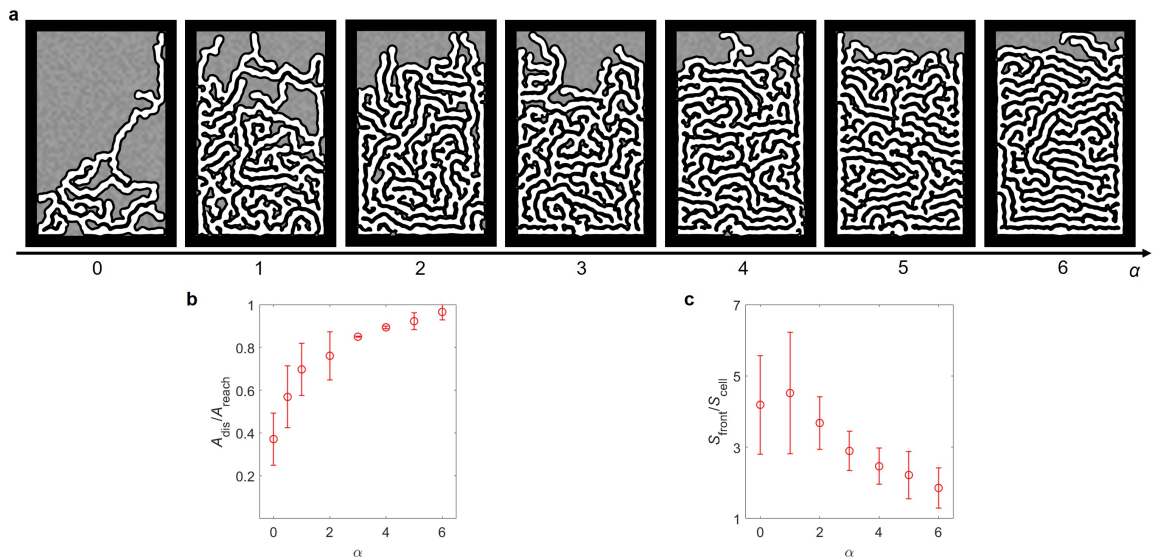 a
0 1 2 3 4 5 6 α
b
1
0.8
0.6
0.4
0.2
0 2 4 6
α
A_dis/A_reach
c
7
5
3
1
0 2 4 6
α
S_front/S_cell